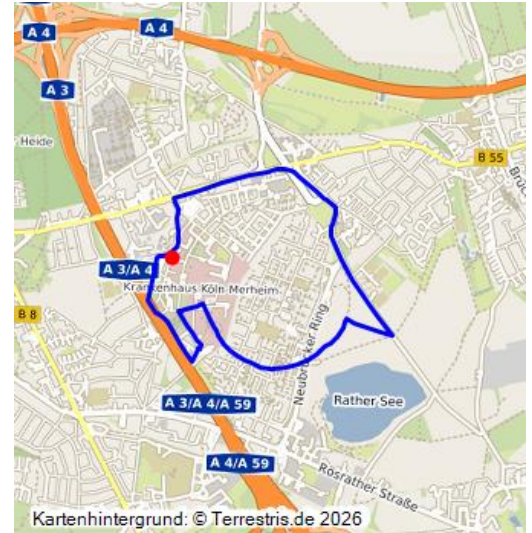 A 4
A 4
A 3
Heide
B 55
A 3/A 4
Krankenhaus Köln-Merheim
B 8
Neubrücker Ring
Rather See
A 3/A 4/A 59
A 4/A 59
Rösrather Straße
Kartenhintergrund: © Terrestris.de 2026